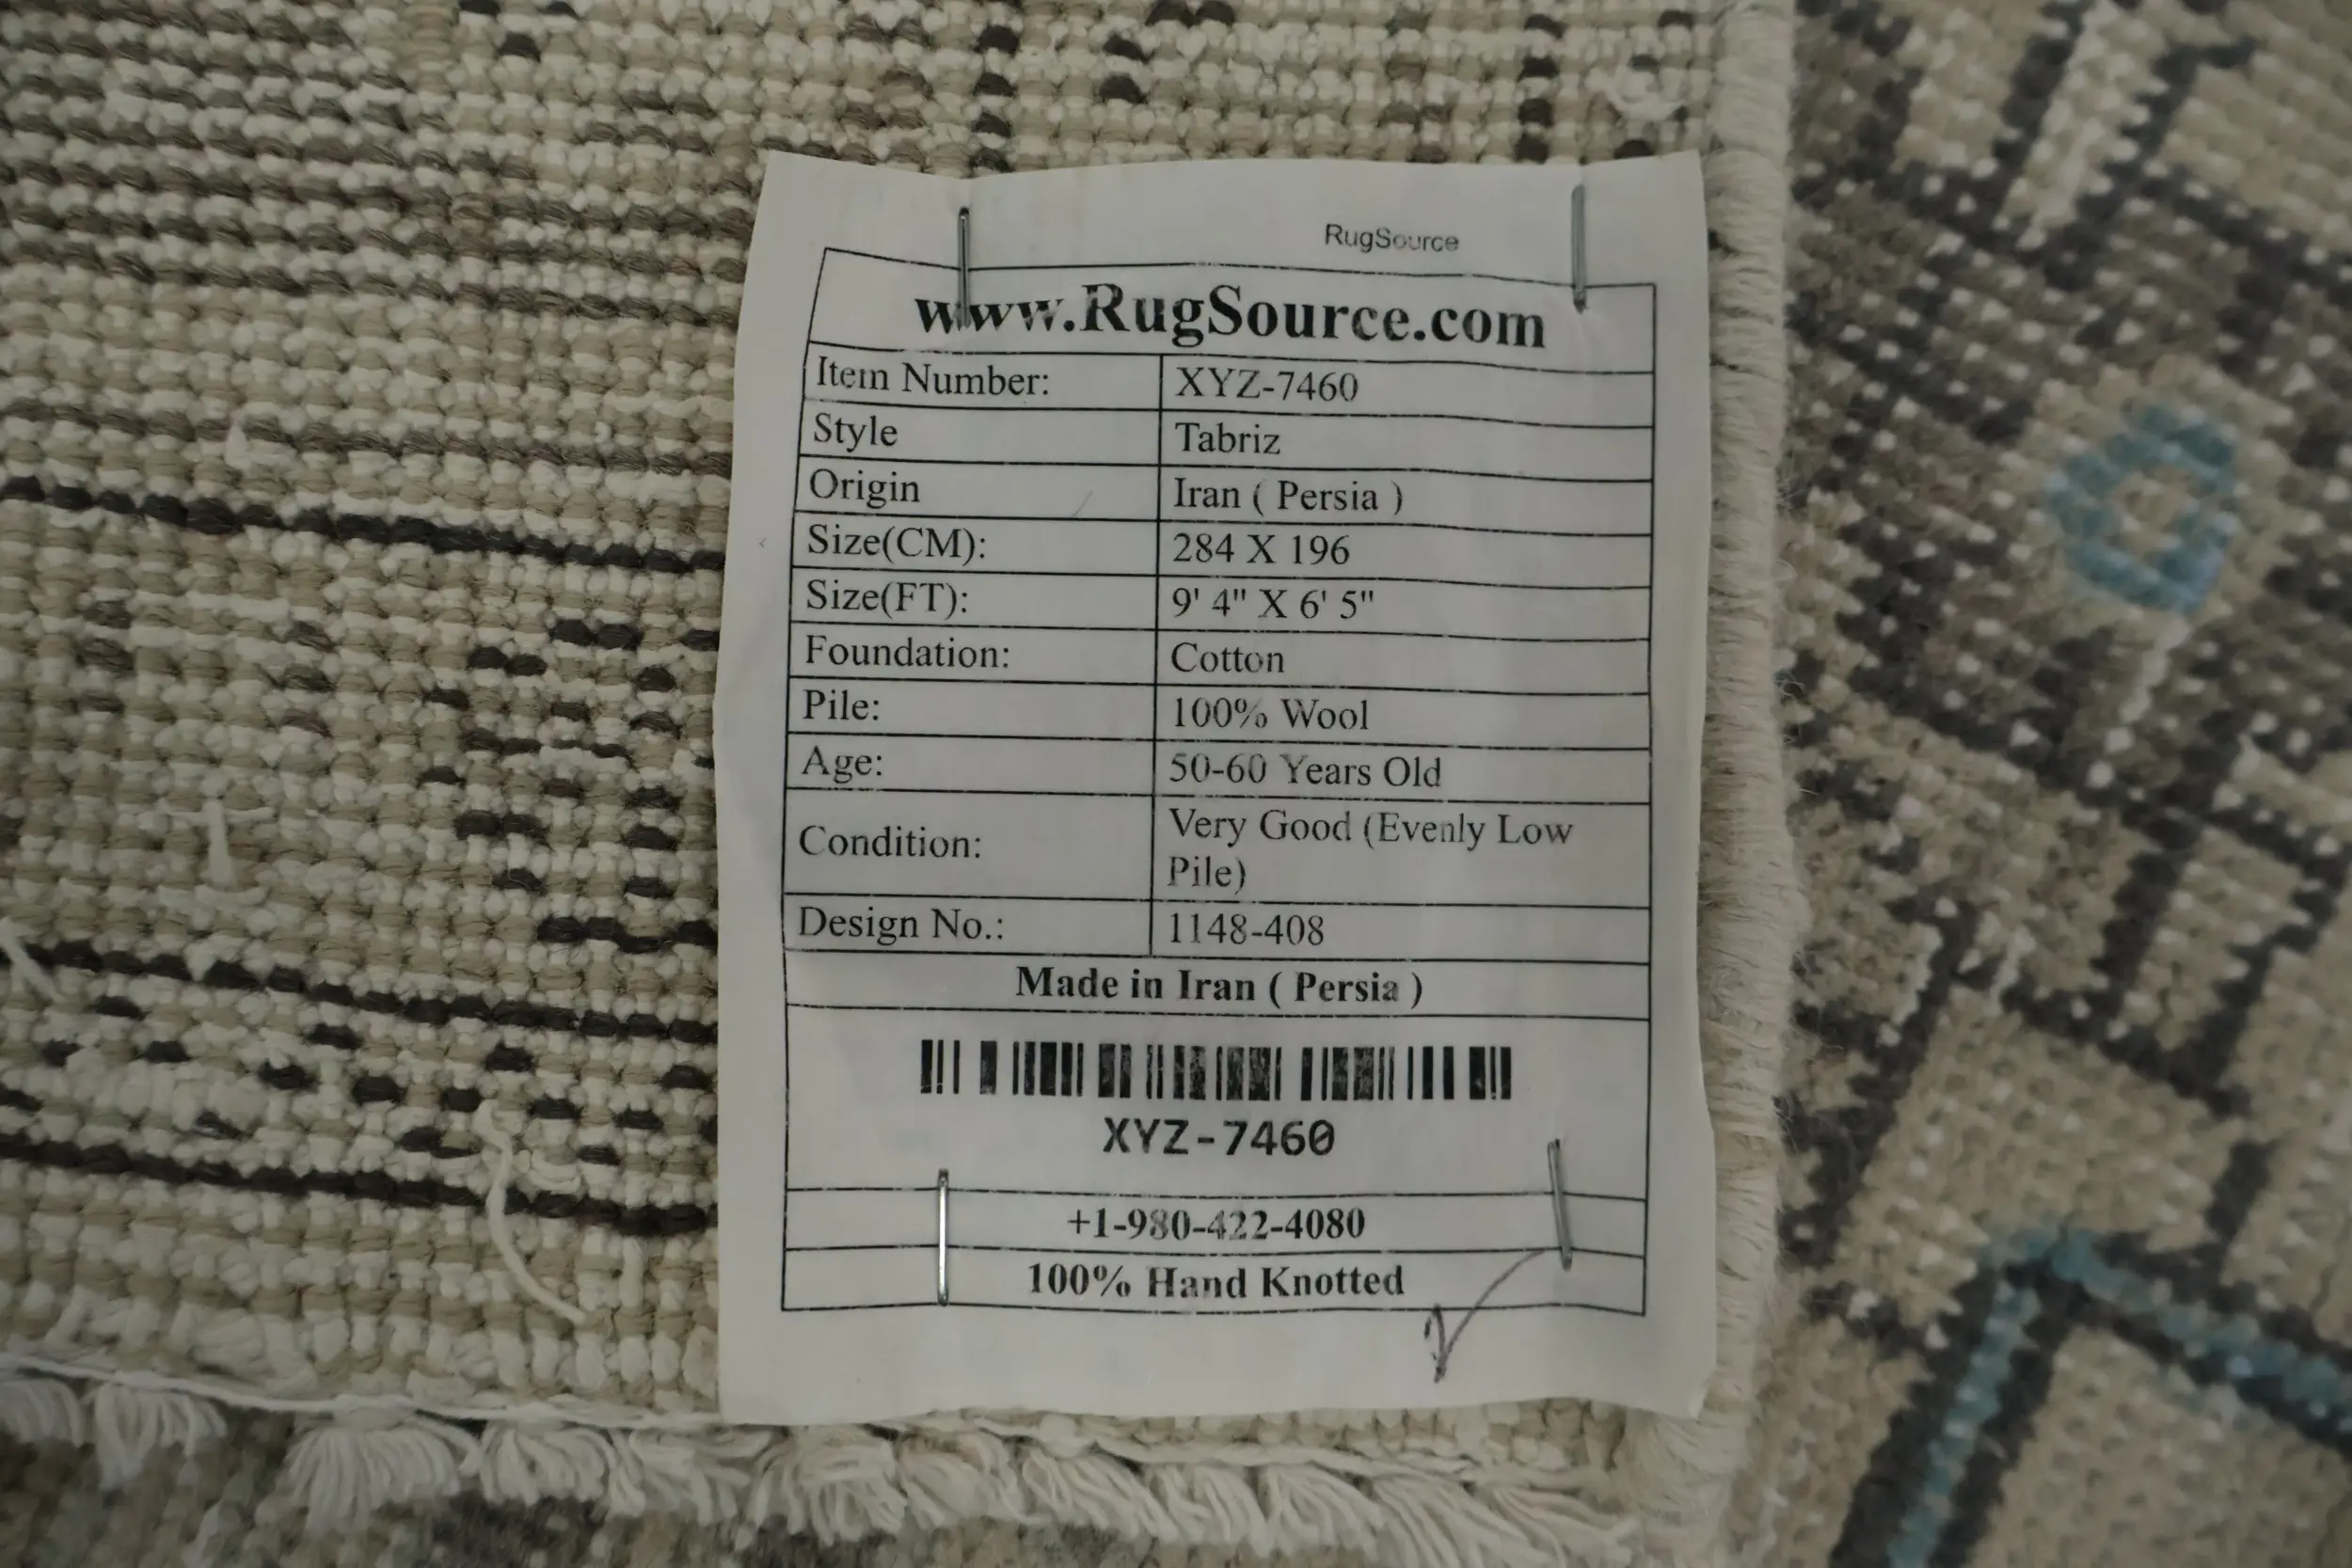 RugSource
www.RugSource.com
Item Number: XYZ-7460
Style Tabriz
Origin Iran ( Persia )
Size(CM): 284 X 196
Size(FT): 9' 4" X 6' 5"
Foundation: Cotton
Pile: 100% Wool
Age: 50-60 Years Old
Condition: Very Good (Evenly Low
Pile)
Design No.: 1148-408
Made in Iran ( Persia )
XYZ-7460
+1-980-422-4080
100% Hand Knotted